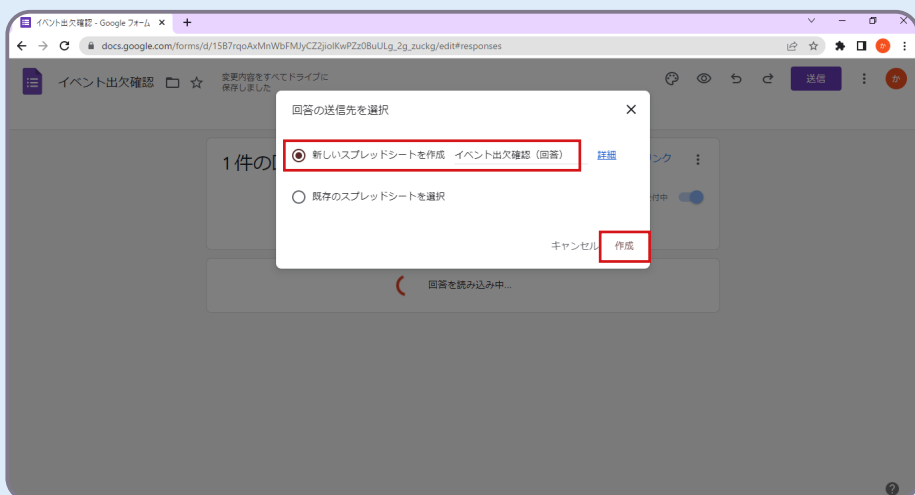 イベント出欠確認 - Google フォーム
docs.google.com/forms/d/15B7rqoAxMnWbFMJyCZ2jiolKwPZz0BuULg_2g_zuckg/edit#responses
イベント出欠確認
変更内容をすべてドライブに
保存しました
送信
か
回答の送信先を選択
1件の
新しいスプレッドシートを作成 イベント出欠確認（回答） 詳細
ンク
既存のスプレッドシートを選択
付中
キャンセル 作成
回答を読み込み中...